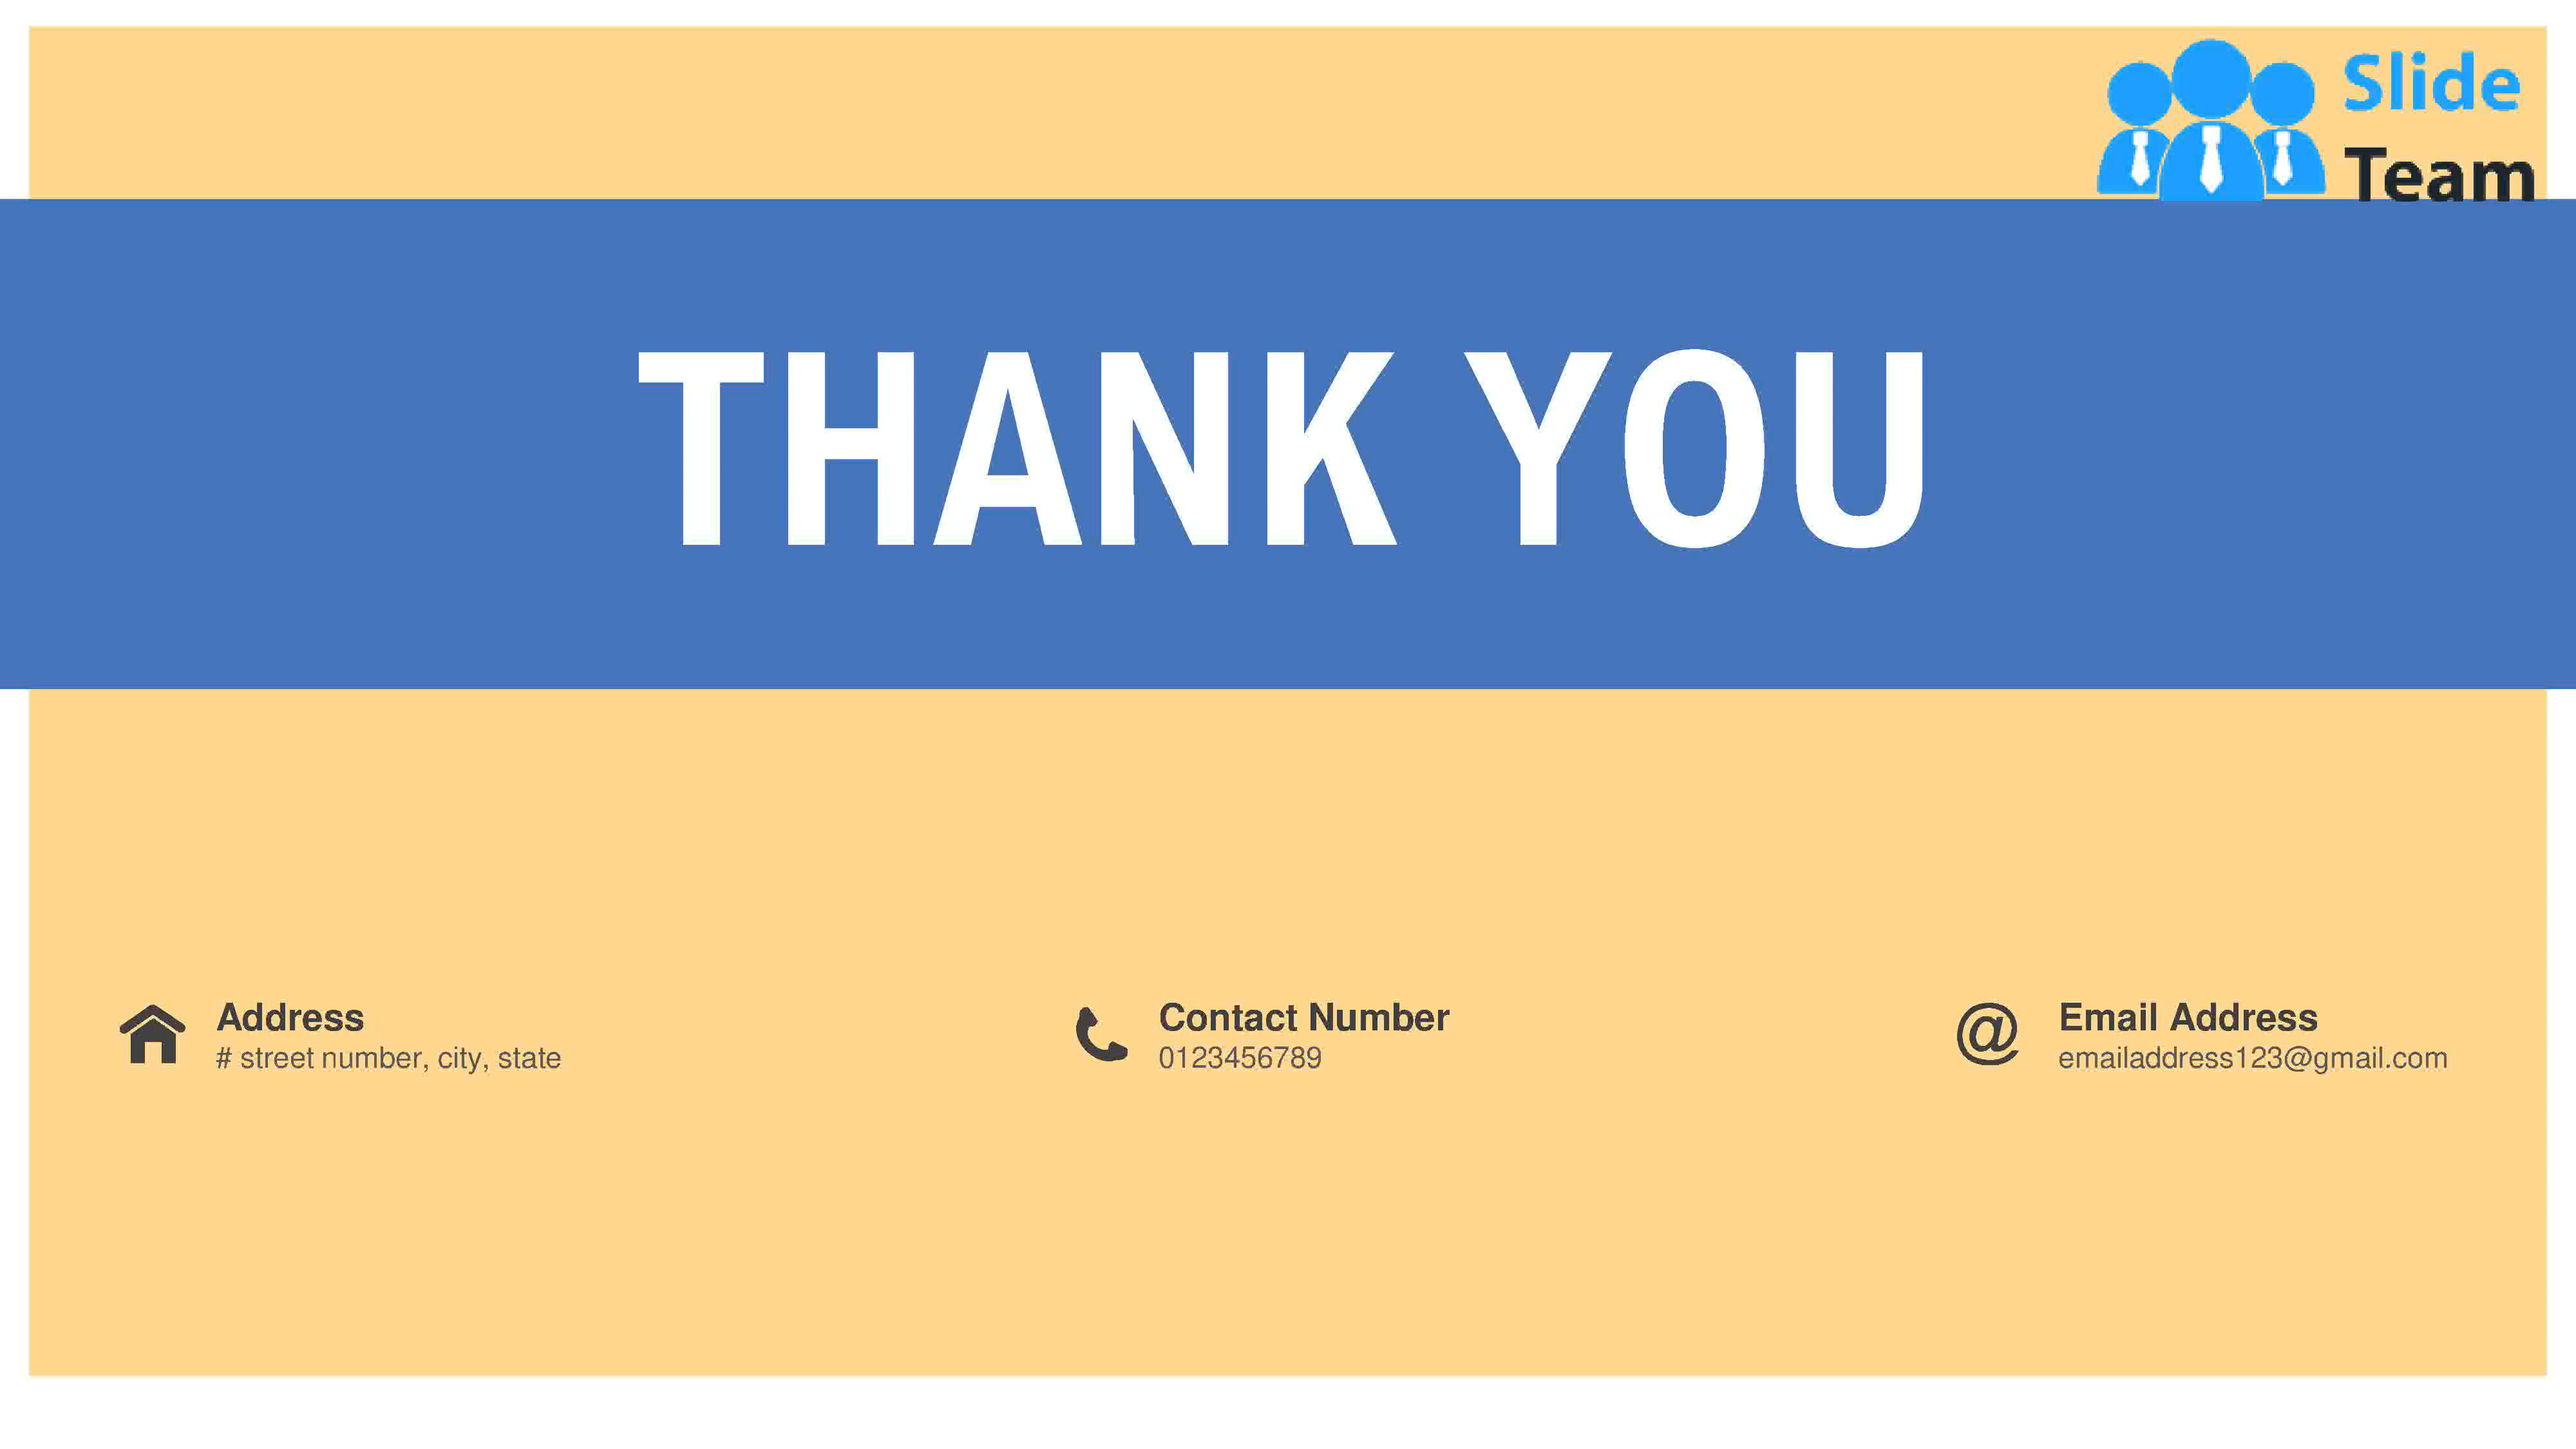 Slide
Team
THANK YOU
Address
# street number, city, state
Contact Number
0123456789
Email Address
emailaddress123@gmail.com